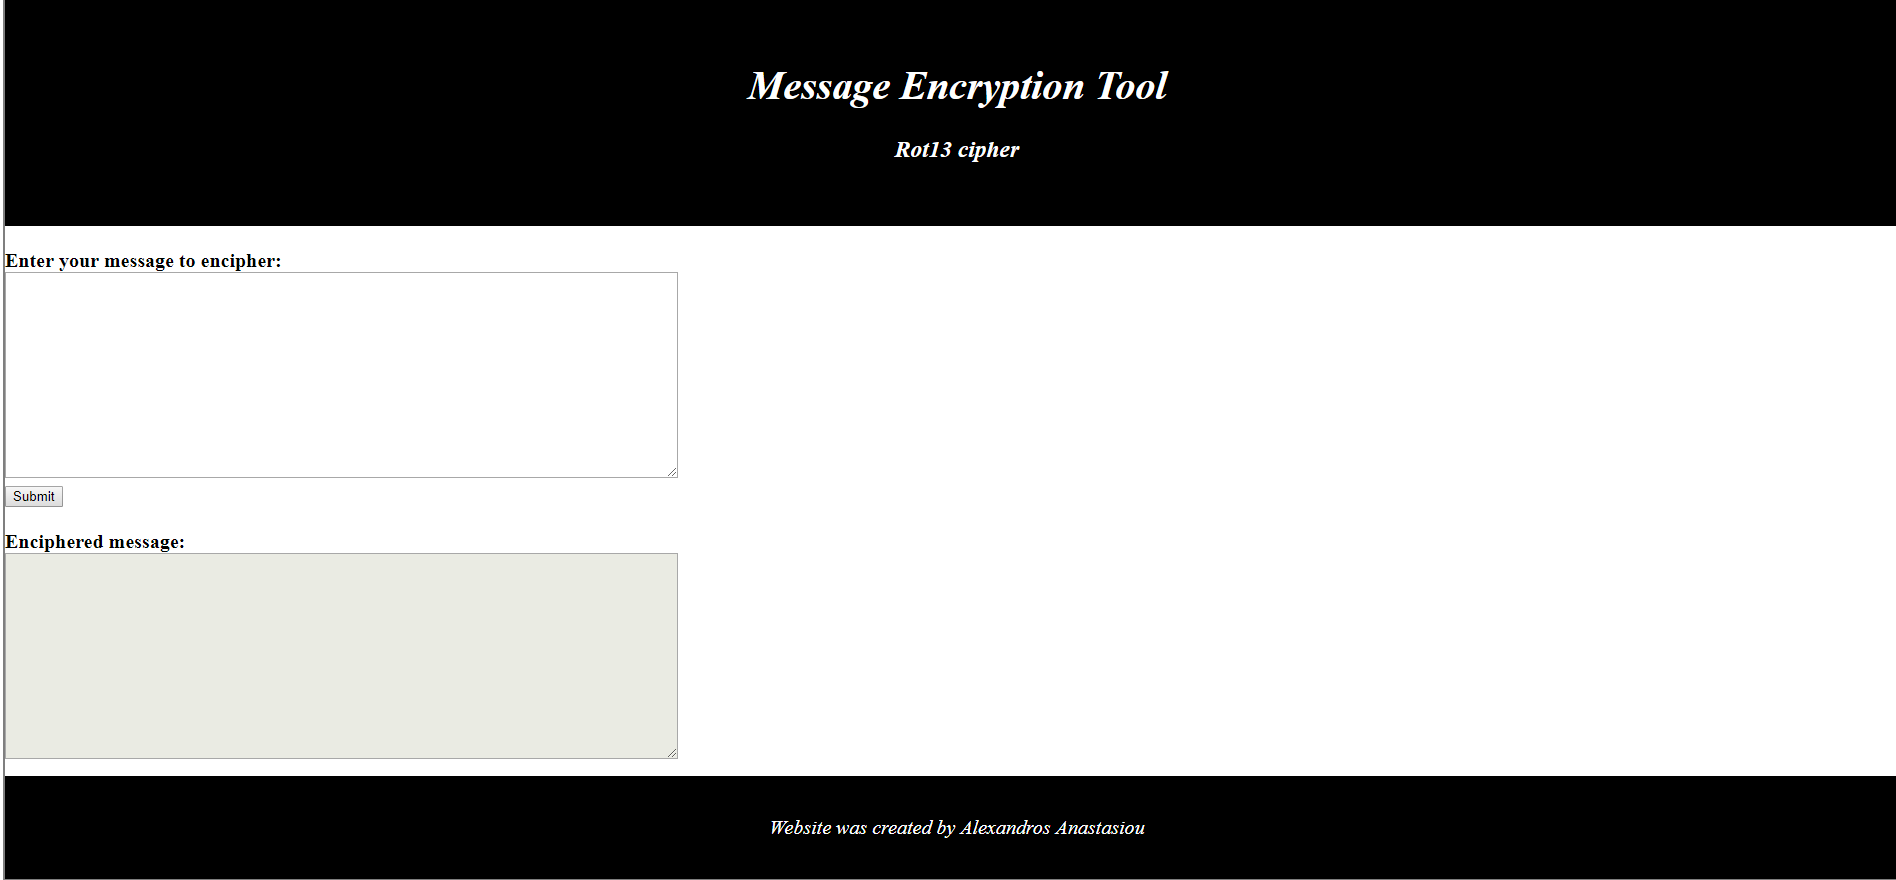 Message Encryption Tool
Rot13 cipher
Enter your message to encipher:
Submit
Enciphered message:
Website was created by Alexandros Anastasiou